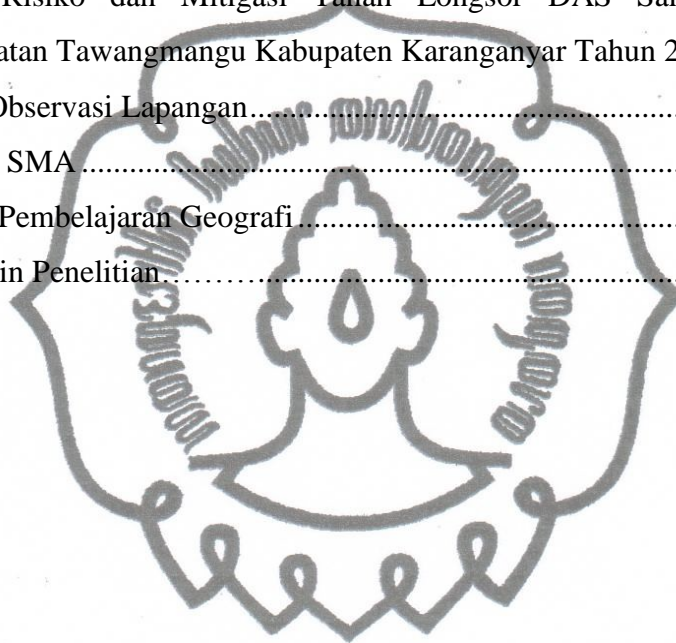 Risiko dan Mitigasi Tanah Longsor DAS
atan Tawangmangu Kabupaten Karanganyar Tahun 2
Observasi Lapangan....................................................
SMA....................................................................
Pembelajaran Geografi..............................................
in Penelitian………..................................................